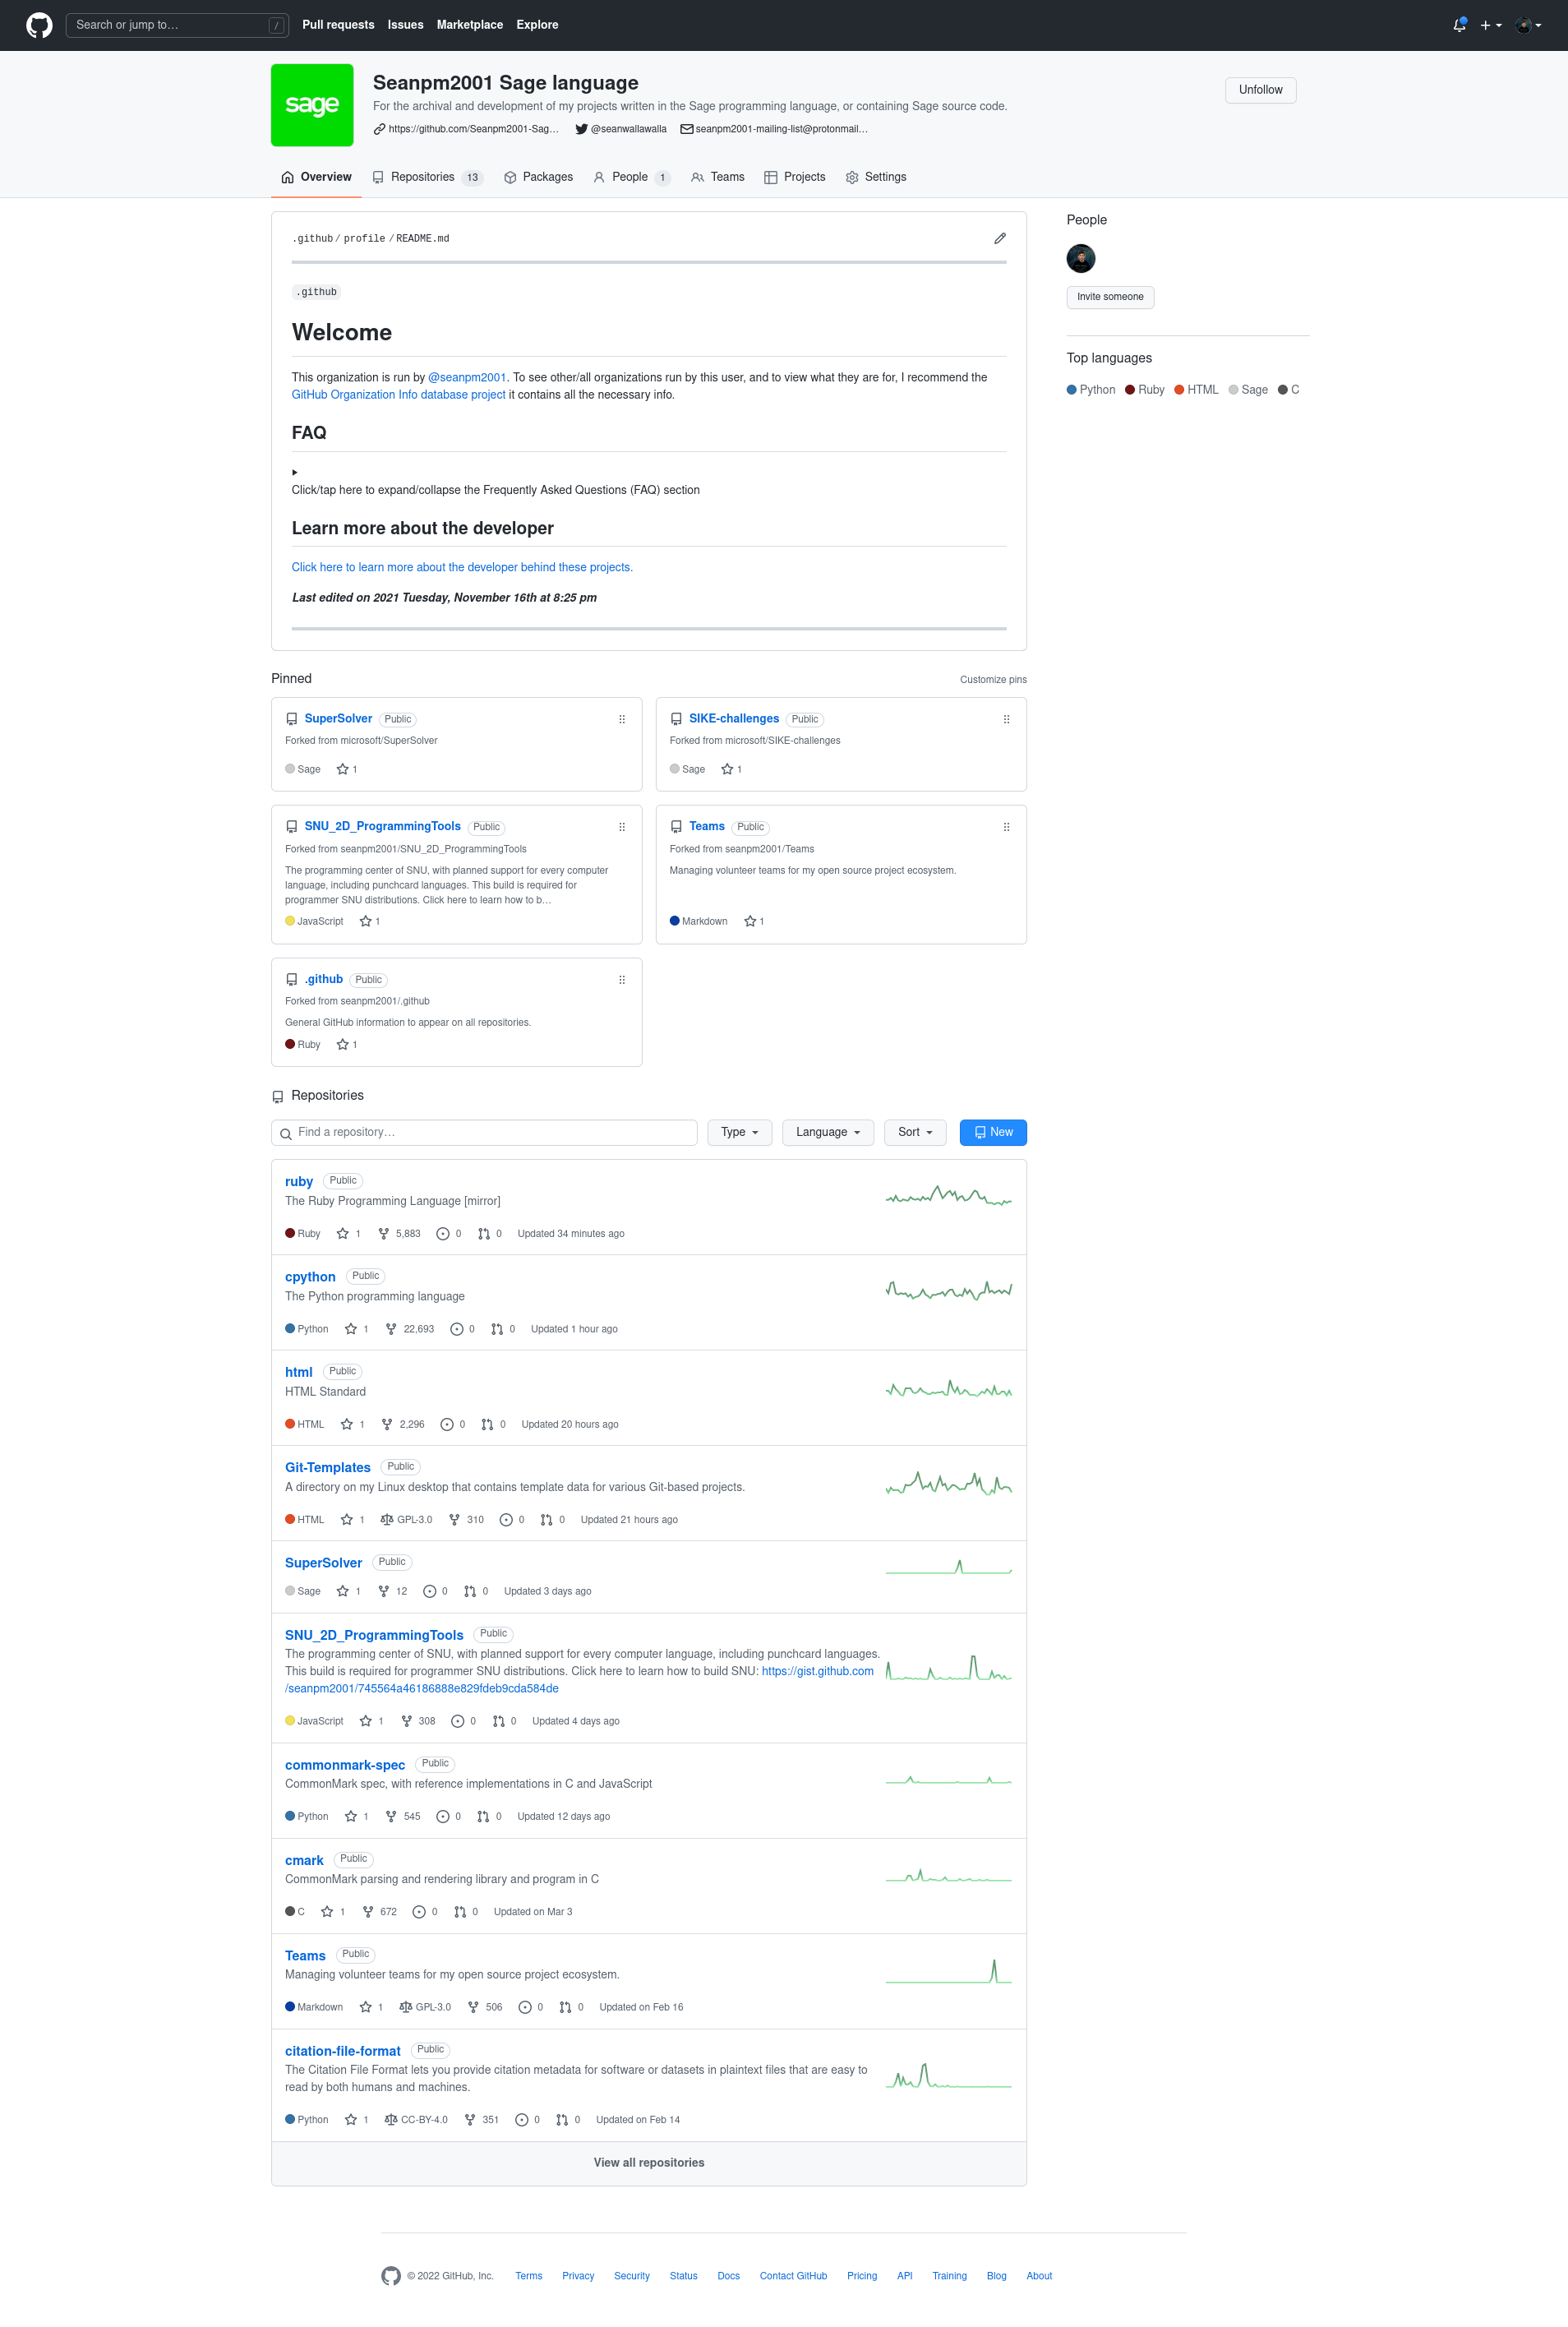 Search or jump to…
/
Pull requests
Issues
Marketplace
Explore
sage
Seanpm2001 Sage language
For the archival and development of my projects written in the Sage programming language, or containing Sage source code.
https://github.com/Seanpm2001-Sag…
@seanwallawalla
seanpm2001-mailing-list@protonmail…
Unfollow
Overview
Repositories 13
Packages
People 1
Teams
Projects
Settings
.github / profile / README.md
.github
Welcome
This organization is run by @seanpm2001. To see other/all organizations run by this user, and to view what they are for, I recommend the
GitHub Organization Info database project it contains all the necessary info.
FAQ
Click/tap here to expand/collapse the Frequently Asked Questions (FAQ) section
Learn more about the developer
Click here to learn more about the developer behind these projects.
Last edited on 2021 Tuesday, November 16th at 8:25 pm
People
Invite someone
Top languages
Python Ruby HTML Sage C
Pinned
Customize pins
SuperSolver Public
Forked from microsoft/SuperSolver
Sage 1
SIKE-challenges Public
Forked from microsoft/SIKE-challenges
Sage 1
SNU_2D_ProgrammingTools Public
Forked from seanpm2001/SNU_2D_ProgrammingTools
The programming center of SNU, with planned support for every computer
language, including punchcard languages. This build is required for
programmer SNU distributions. Click here to learn how to b…
JavaScript 1
Teams Public
Forked from seanpm2001/Teams
Managing volunteer teams for my open source project ecosystem.
Markdown 1
.github Public
Forked from seanpm2001/.github
General GitHub information to appear on all repositories.
Ruby 1
Repositories
Find a repository…
Type
Language
Sort
New
ruby Public
The Ruby Programming Language [mirror]
Ruby 1 5,883 0 0 Updated 34 minutes ago
cpython Public
The Python programming language
Python 1 22,693 0 0 Updated 1 hour ago
html Public
HTML Standard
HTML 1 2,296 0 0 Updated 20 hours ago
Git-Templates Public
A directory on my Linux desktop that contains template data for various Git-based projects.
HTML 1 GPL-3.0 310 0 0 Updated 21 hours ago
SuperSolver Public
Sage 1 12 0 0 Updated 3 days ago
SNU_2D_ProgrammingTools Public
The programming center of SNU, with planned support for every computer language, including punchcard languages.
This build is required for programmer SNU distributions. Click here to learn how to build SNU: https://gist.github.com
/seanpm2001/745564a46186888e829fdeb9cda584de
JavaScript 1 308 0 0 Updated 4 days ago
commonmark-spec Public
CommonMark spec, with reference implementations in C and JavaScript
Python 1 545 0 0 Updated 12 days ago
cmark Public
CommonMark parsing and rendering library and program in C
C 1 672 0 0 Updated on Mar 3
Teams Public
Managing volunteer teams for my open source project ecosystem.
Markdown 1 GPL-3.0 506 0 0 Updated on Feb 16
citation-file-format Public
The Citation File Format lets you provide citation metadata for software or datasets in plaintext files that are easy to
read by both humans and machines.
Python 1 CC-BY-4.0 351 0 0 Updated on Feb 14
View all repositories
© 2022 GitHub, Inc.
Terms
Privacy
Security
Status
Docs
Contact GitHub
Pricing
API
Training
Blog
About